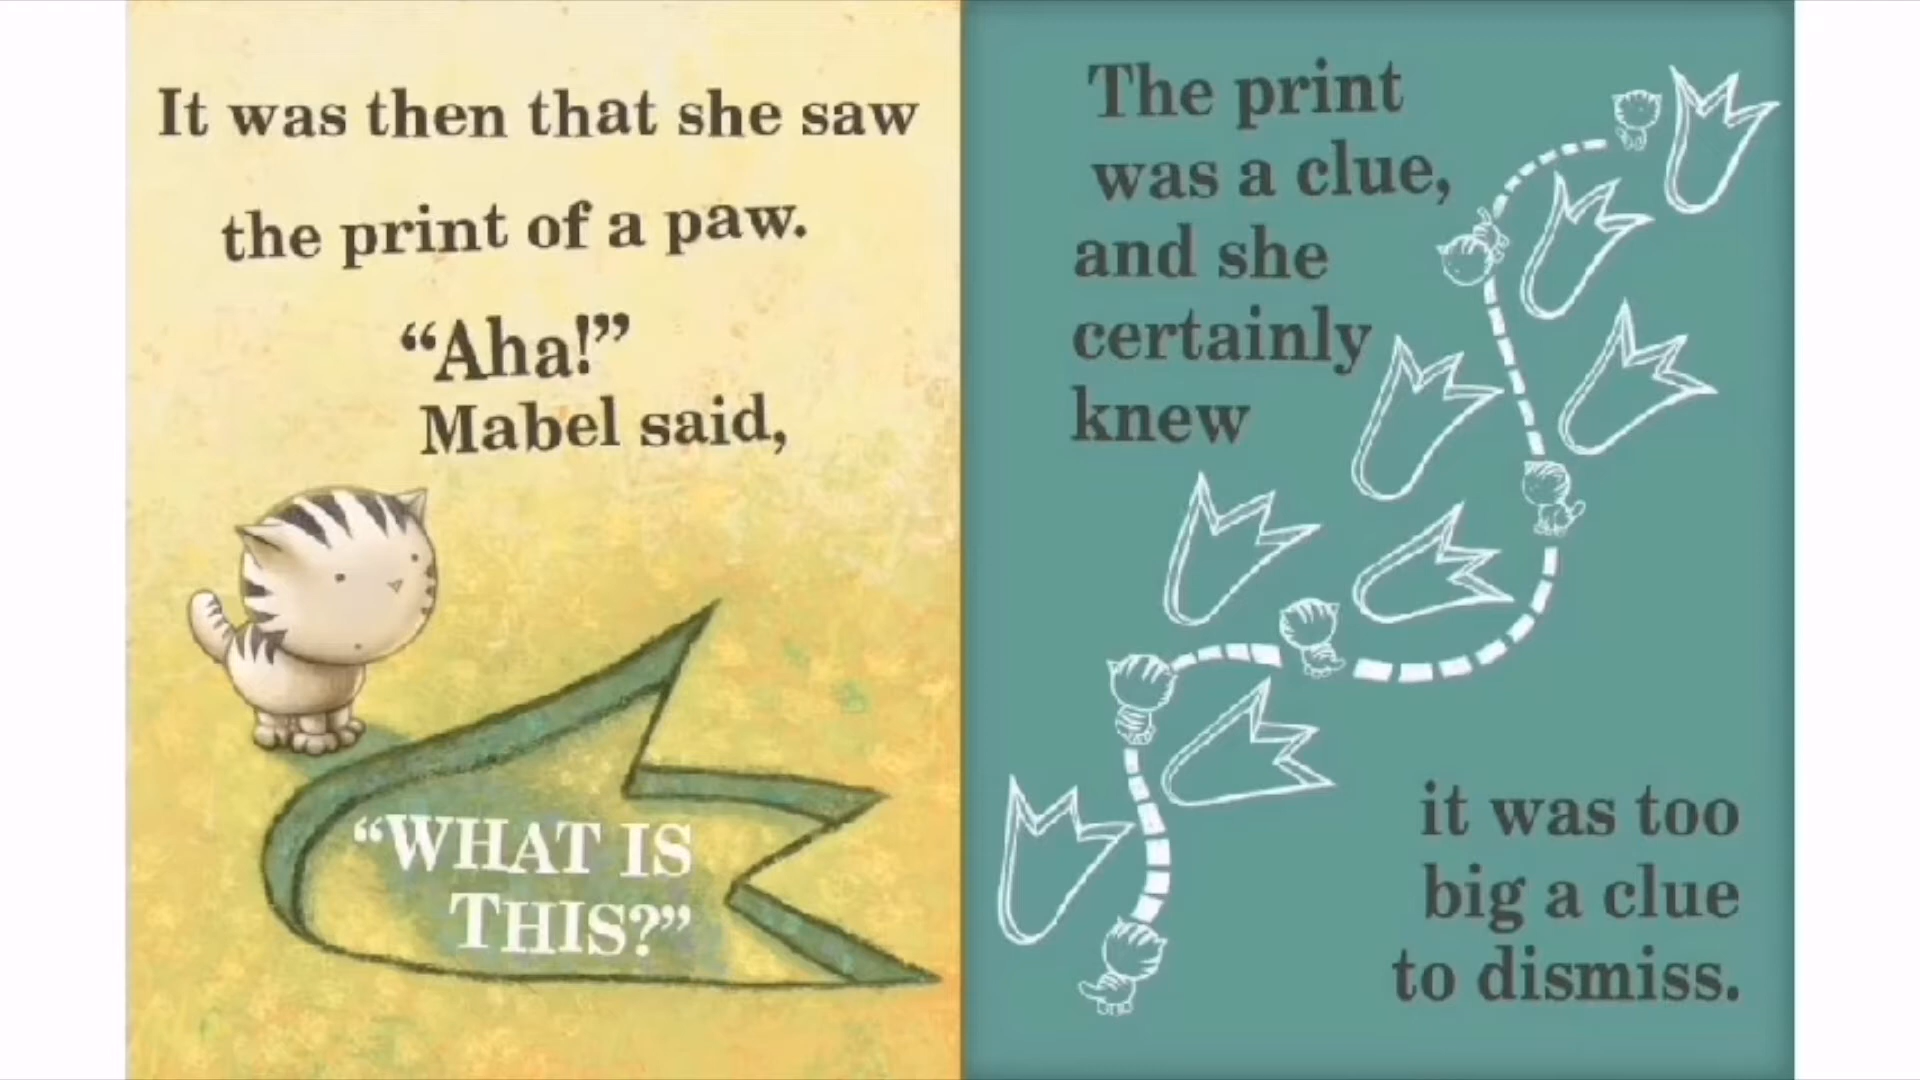 It was then that she saw
the print of a paw.
“Aha!”
Mabel said,
“WHAT IS
THIS?”
The print
was a clue,
and she
certainly
knew
it was too
big a clue
to dismiss.